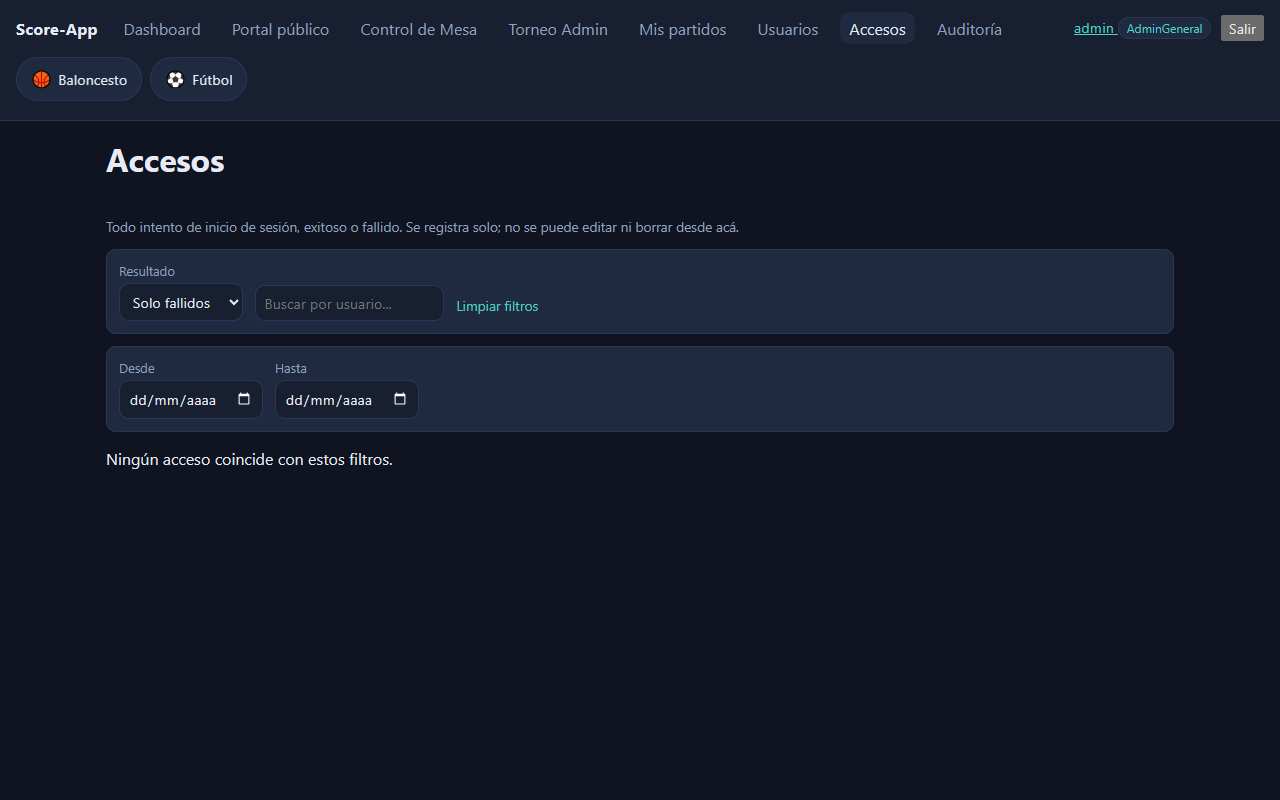 Score-App Dashboard Portal público Control de Mesa Torneo Admin Mis partidos Usuarios Accesos Auditoría admin AdminGeneral Salir
Baloncesto Fútbol
Accesos
Todo intento de inicio de sesión, exitoso o fallido. Se registra solo; no se puede editar ni borrar desde acá.
Resultado
Solo fallidos Buscar por usuario... Limpiar filtros
Desde Hasta
dd/mm/aaaa dd/mm/aaaa
Ningún acceso coincide con estos filtros.